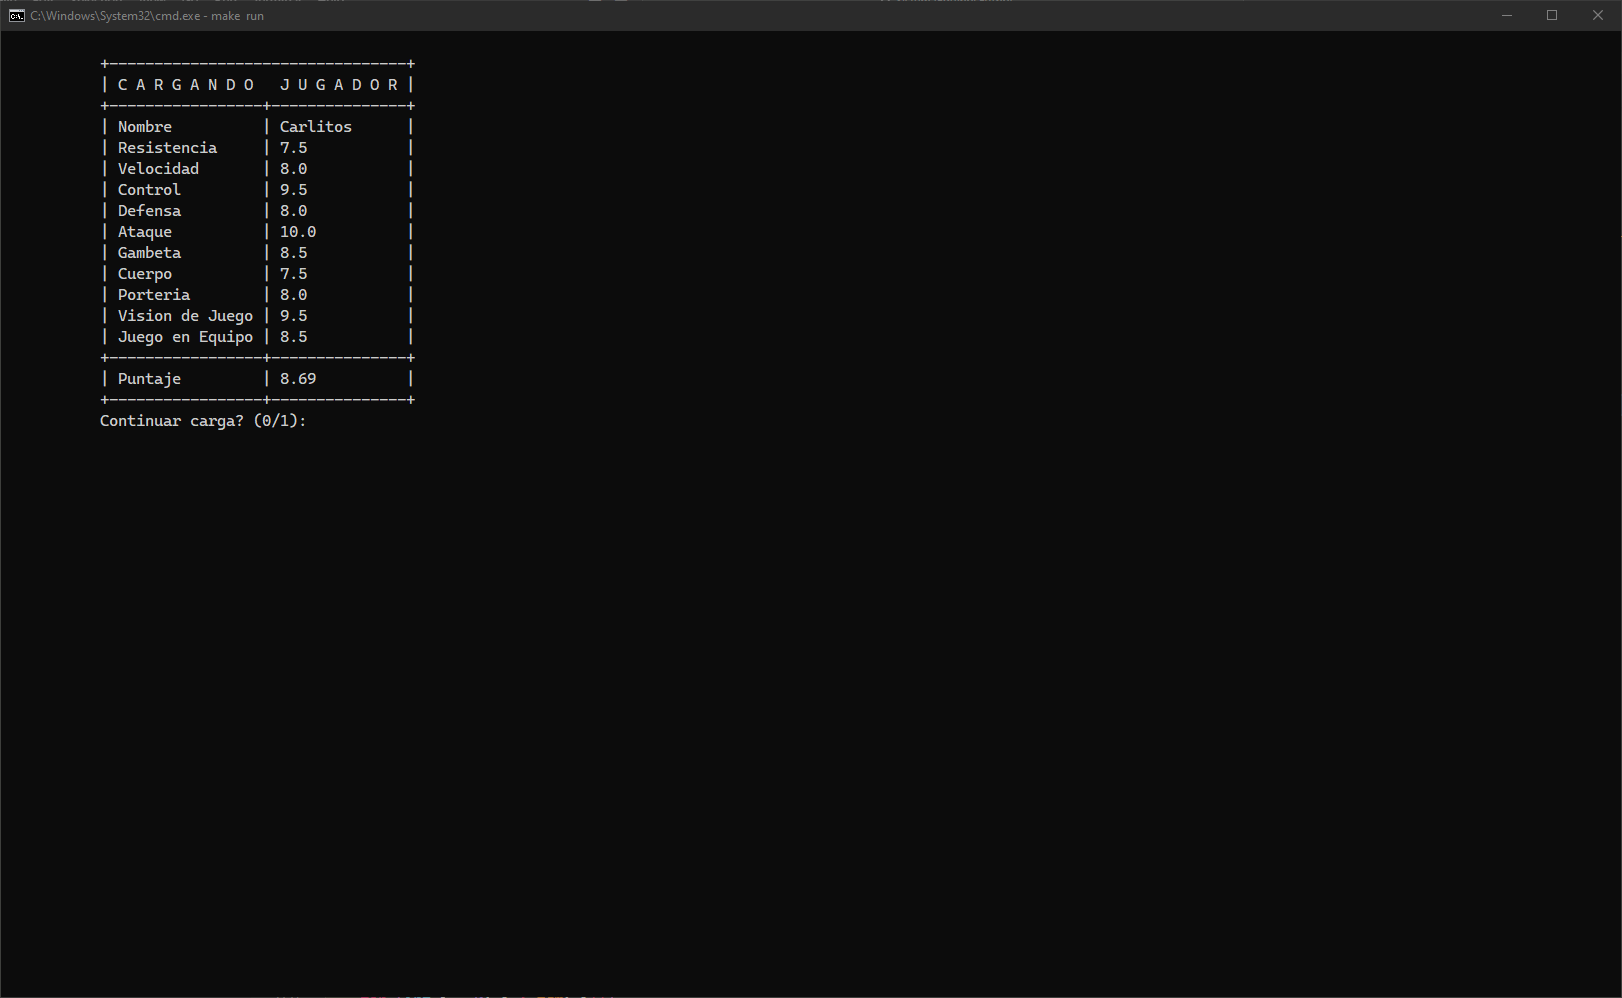 C:\Windows\System32\cmd.exe - make run
+---------------------------------+
| C A R G A N D O   J U G A D O R |
+-----------------+---------------+
| Nombre          | Carlitos      |
| Resistencia     | 7.5           |
| Velocidad       | 8.0           |
| Control         | 9.5           |
| Defensa         | 8.0           |
| Ataque          | 10.0          |
| Gambeta         | 8.5           |
| Cuerpo          | 7.5           |
| Porteria        | 8.0           |
| Vision de Juego | 9.5           |
| Juego en Equipo | 8.5           |
+-----------------+---------------+
| Puntaje         | 8.69          |
+-----------------+---------------+
Continuar carga? (0/1):